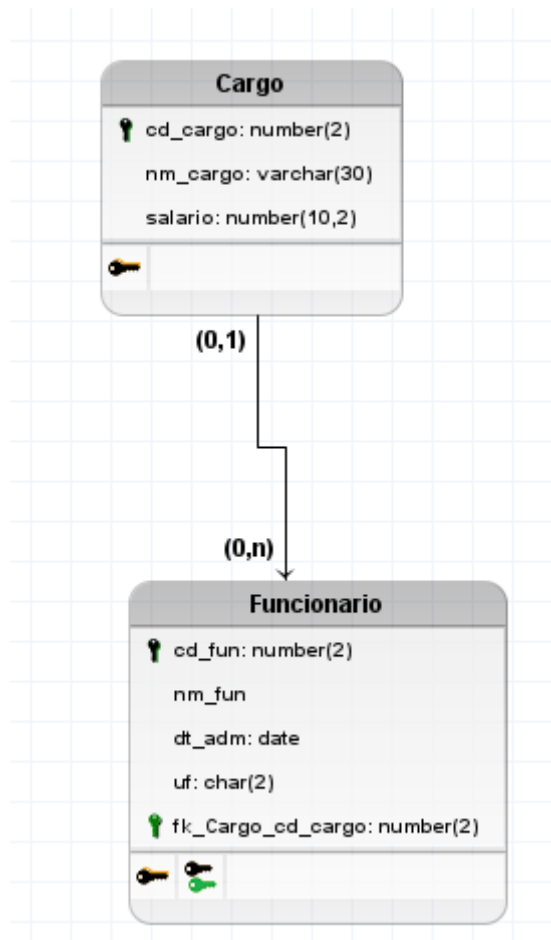 Cargo
cd_cargo: number(2)
nm_cargo: varchar(30)
salario: number(10,2)
(0,1)
(0,n)
Funcionario
cd_fun: number(2)
nm_fun
dt_adm: date
uf: char(2)
fk_Cargo_cd_cargo: number(2)